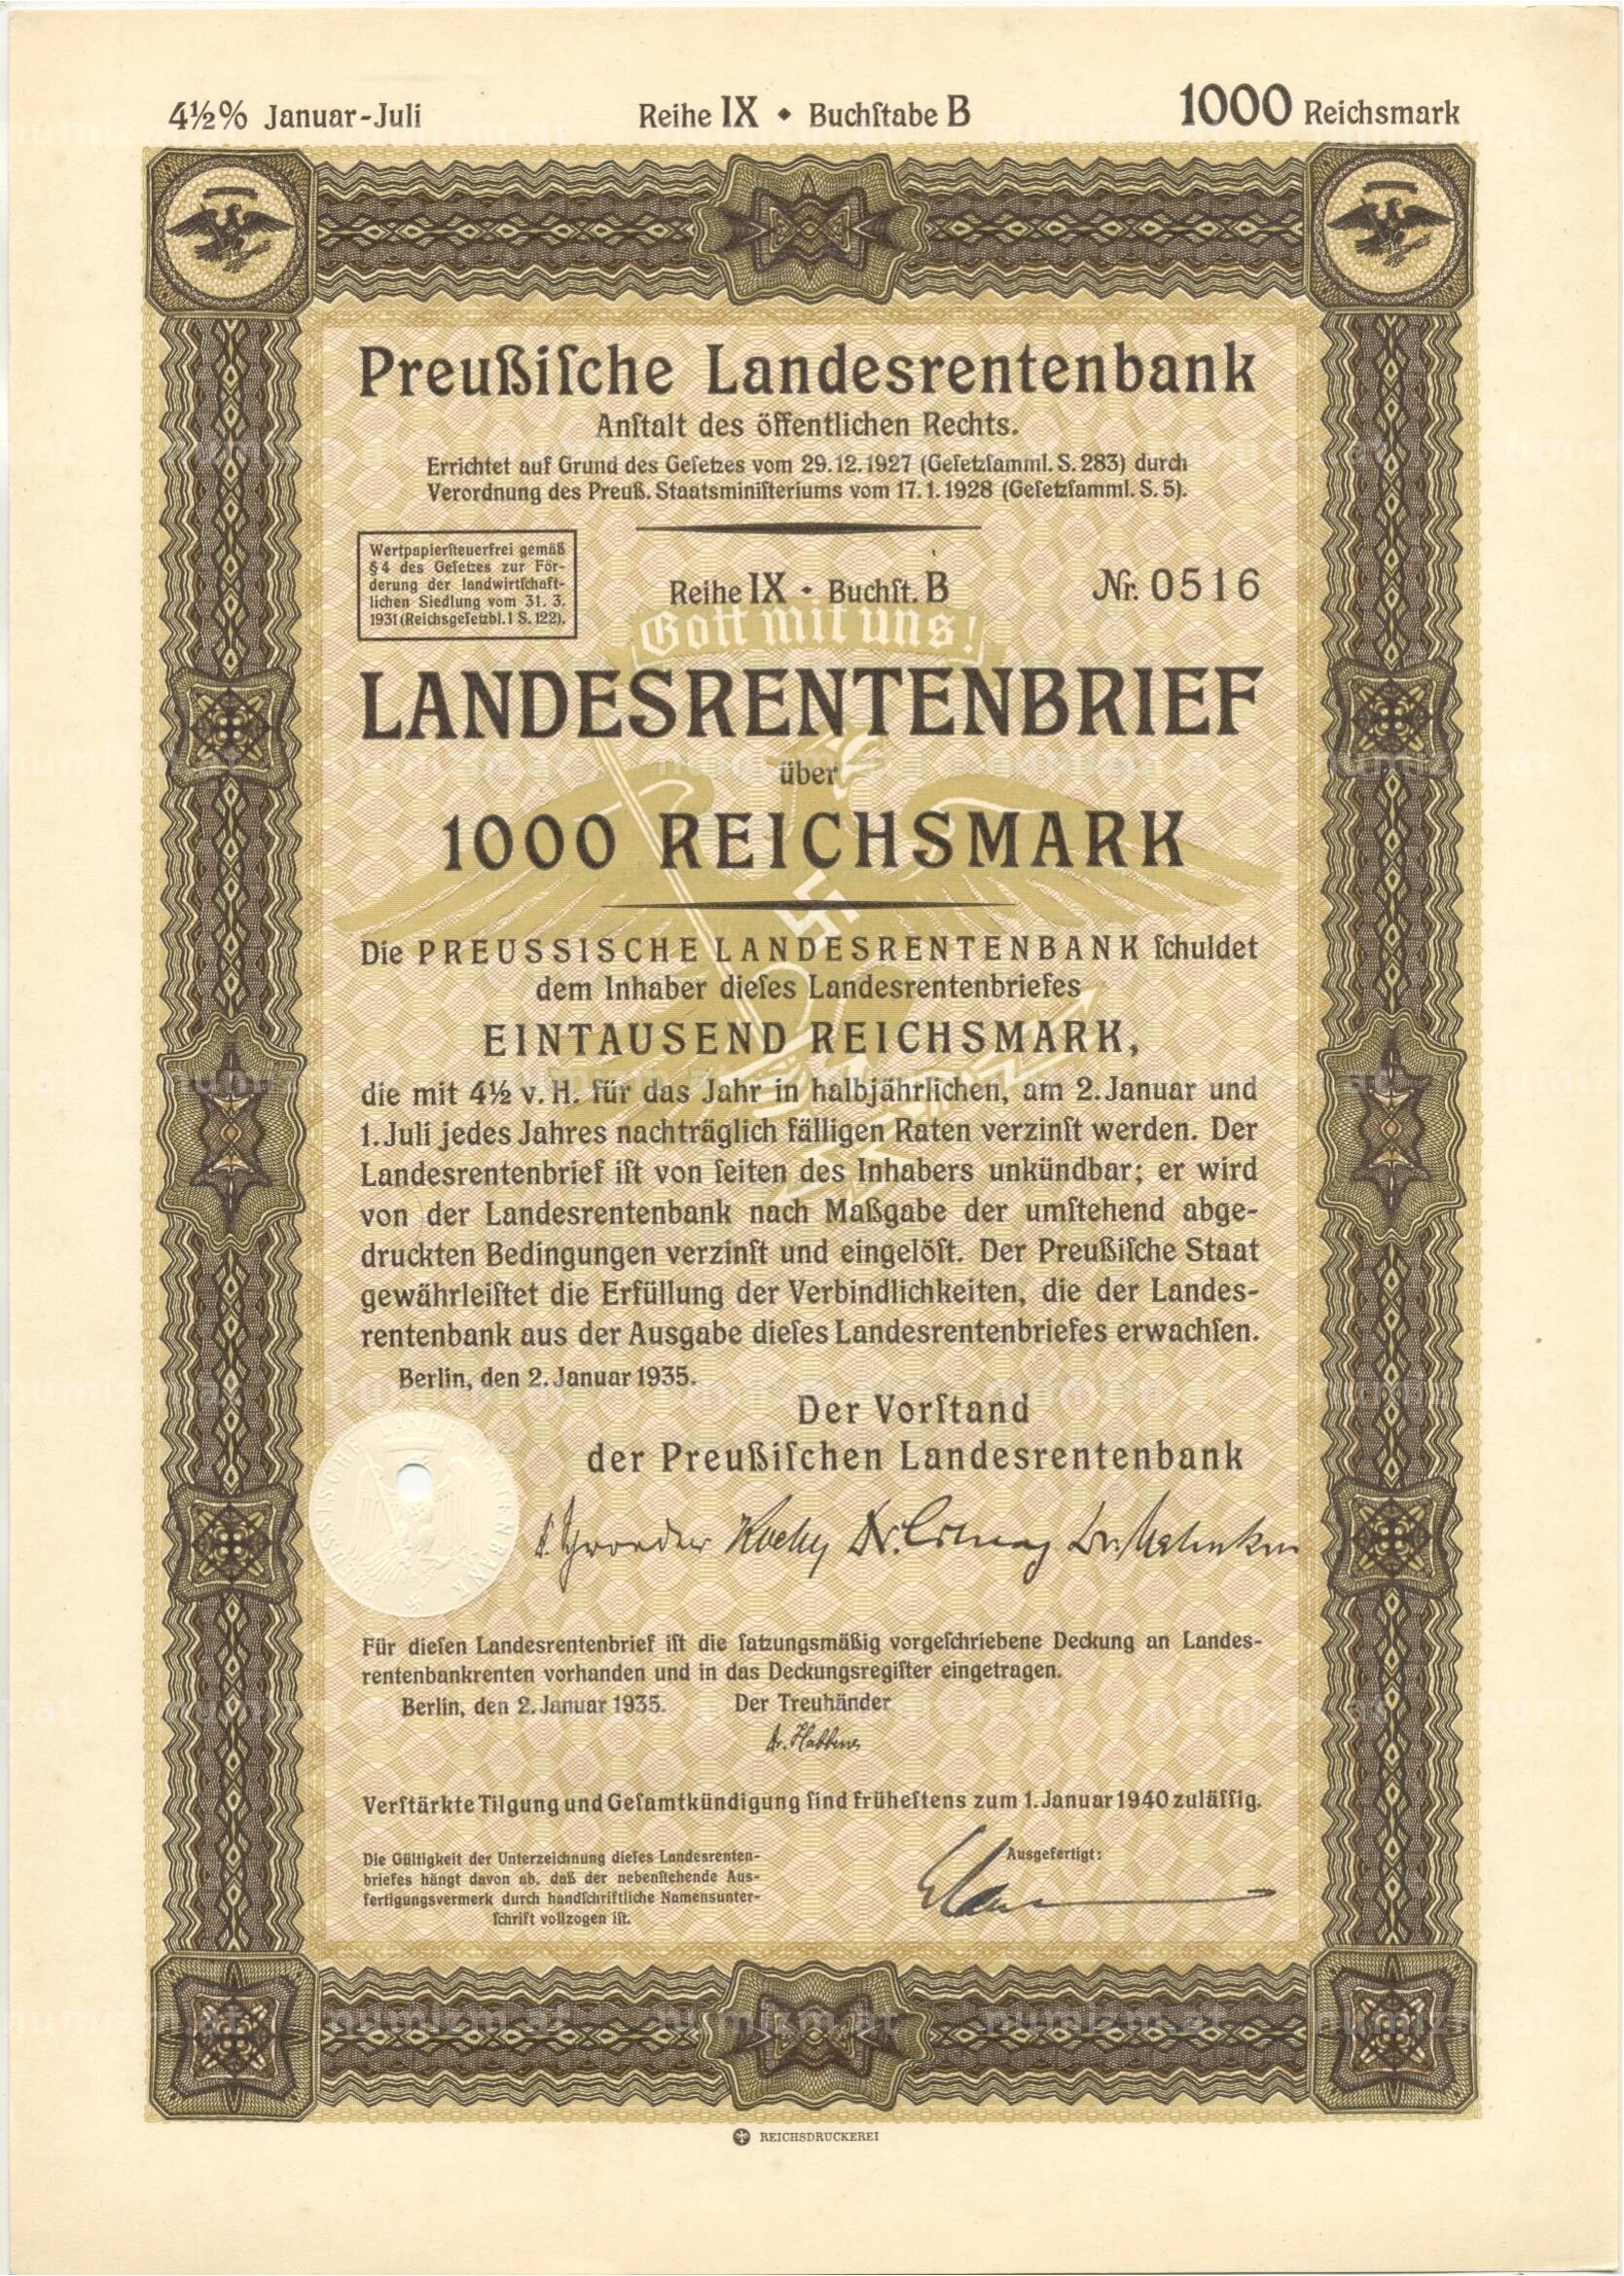 4½% Januar-Juli Reihe IX • Buchſtabe B 1000 Reichsmark
Preußiſche Landesrentenbank
Anſtalt des öffentlichen Rechts.
Errichtet auf Grund des Geſetzes vom 29.12.1927 (Geſetzſamml. S. 283) durch
Verordnung des Preuß. Staatsminiſteriums vom 17. 1. 1928 (Geſetzſamml. S. 5).
Wertpapierſteuerfrei gemäß
§ 4 des Geſetzes zur För-
derung der landwirtſchaft-
lichen Siedlung vom 31. 3.
1931 (Reichsgeſetzbl. I S. 122).
Reihe IX • Buchſt. B Nr. 0516
Gott mit uns!
LANDESRENTENBRIEF
über
1000 REICHSMARK
Die PREUSSISCHE LANDESRENTENBANK ſchuldet
dem Inhaber dieſes Landesrentenbriefes
EINTAUSEND REICHSMARK,
die mit 4½ v. H. für das Jahr in halbjährlichen, am 2. Januar und
1. Juli jedes Jahres nachträglich fälligen Raten verzinſt werden. Der
Landesrentenbrief iſt von ſeiten des Inhabers unkündbar; er wird
von der Landesrentenbank nach Maßgabe der umſtehend abge-
druckten Bedingungen verzinſt und eingelöſt. Der Preußiſche Staat
gewährleiſtet die Erfüllung der Verbindlichkeiten, die der Landes-
rentenbank aus der Ausgabe dieſes Landesrentenbriefes erwachſen.
Berlin, den 2. Januar 1935.
Der Vorſtand
der Preußiſchen Landesrentenbank
PREUSSISCHE LANDESRENTENBANK
Für dieſen Landesrentenbrief iſt die ſatzungsmäßig vorgeſchriebene Deckung an Landes-
rentenbankrenten vorhanden und in das Deckungsregiſter eingetragen.
Berlin, den 2. Januar 1935. Der Treuhänder
Verſtärkte Tilgung und Geſamtkündigung ſind früheſtens zum 1. Januar 1940 zuläſſig.
Die Gültigkeit der Unterzeichnung dieſes Landesrenten-
briefes hängt davon ab, daß der nebenſtehende Aus-
fertigungsvermerk durch handſchriftliche Namensunter-
ſchrift vollzogen iſt.
Ausgefertigt:
REICHSDRUCKEREI
numizm.at